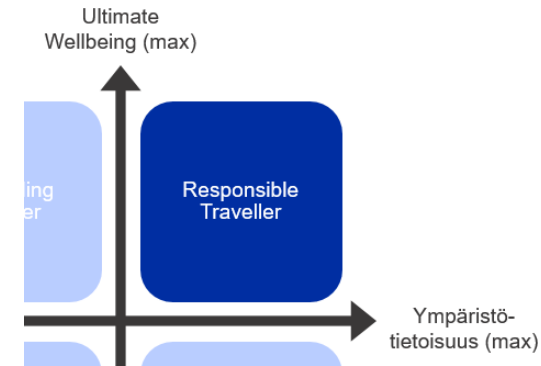 Ultimate
Wellbeing (max)
Responsible
Traveller
Ympäristö-
tietoisuus (max)